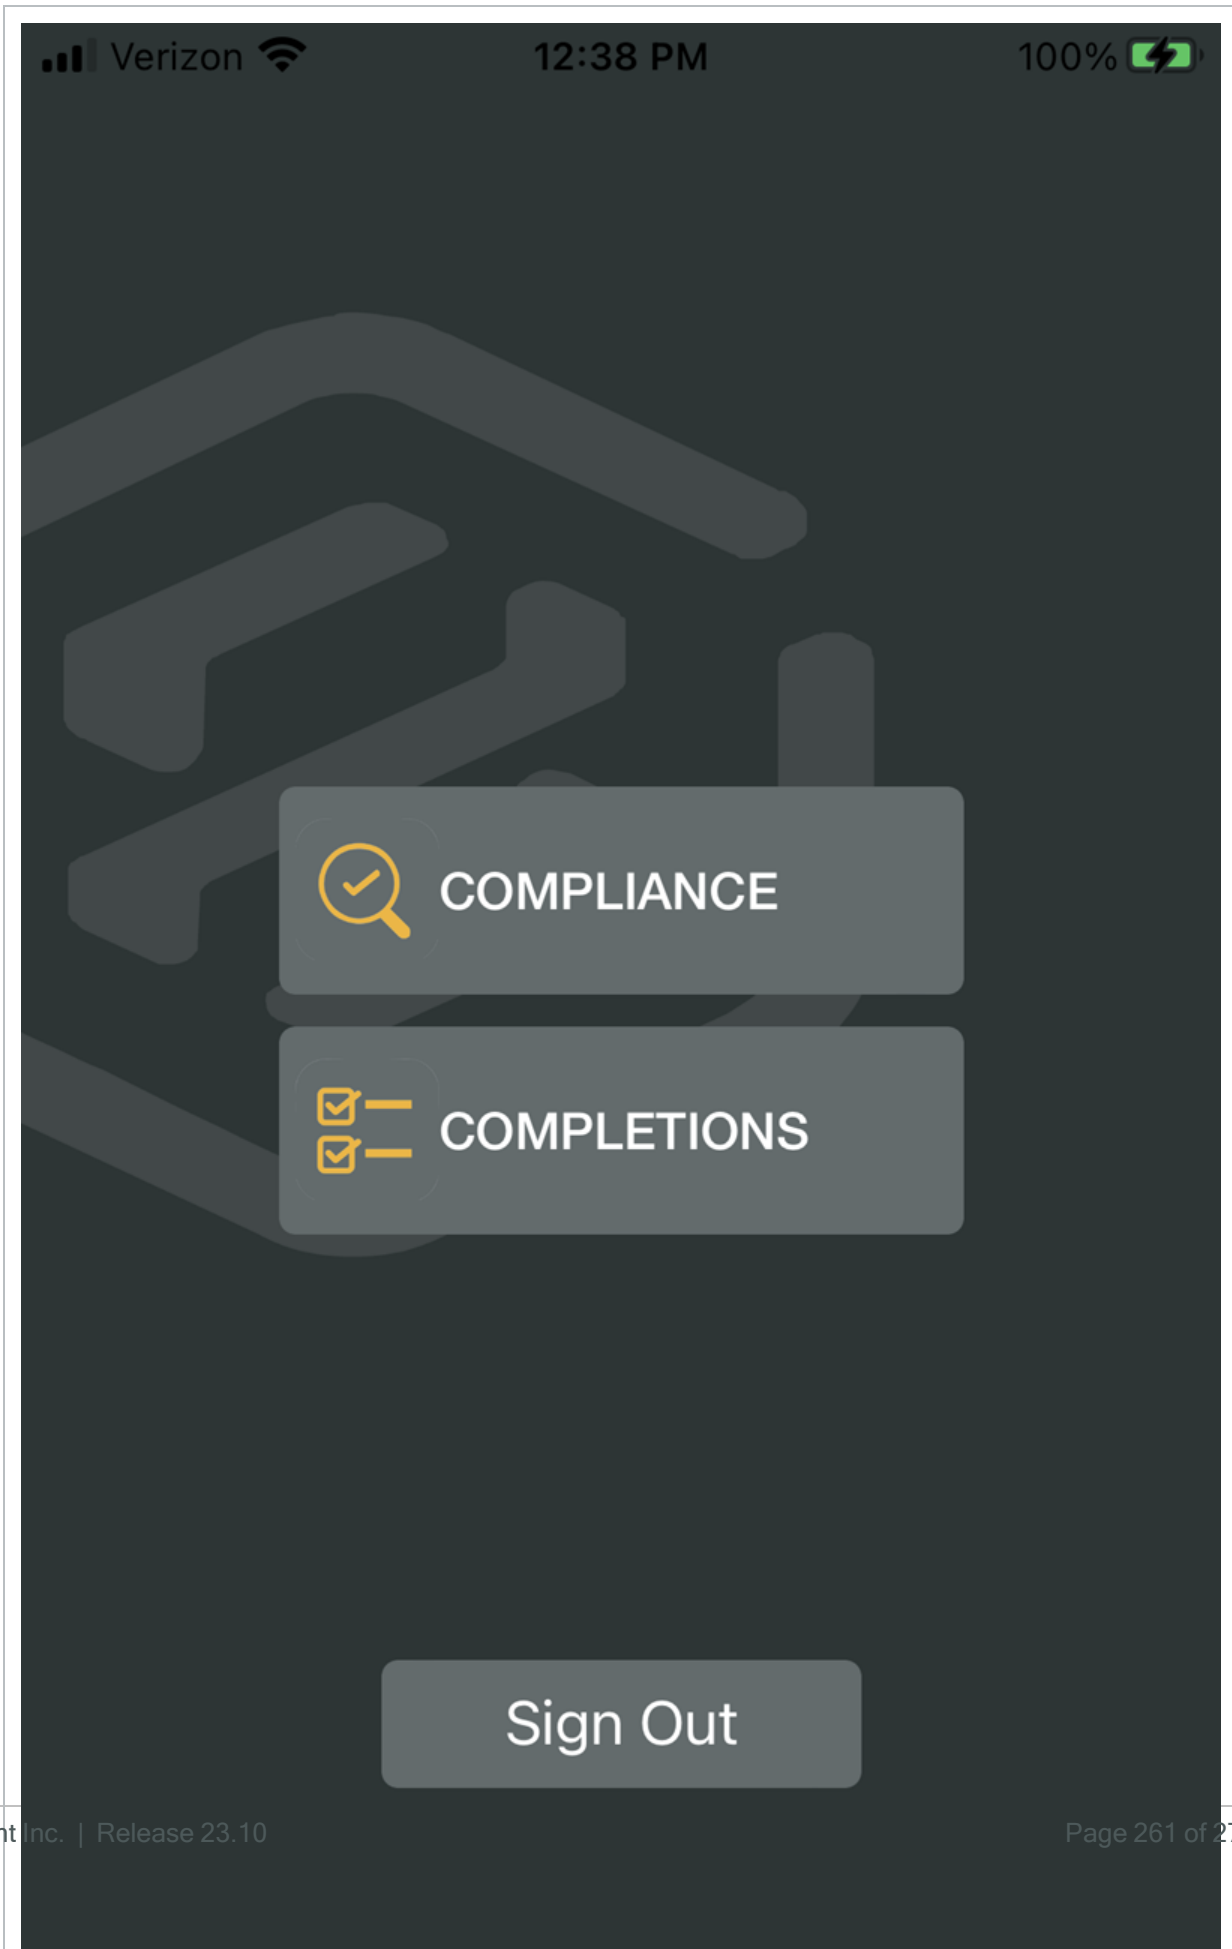 Verizon 12:38 PM 100%
COMPLIANCE
COMPLETIONS
Sign Out
Inc. | Release 23.10 Page 261 of